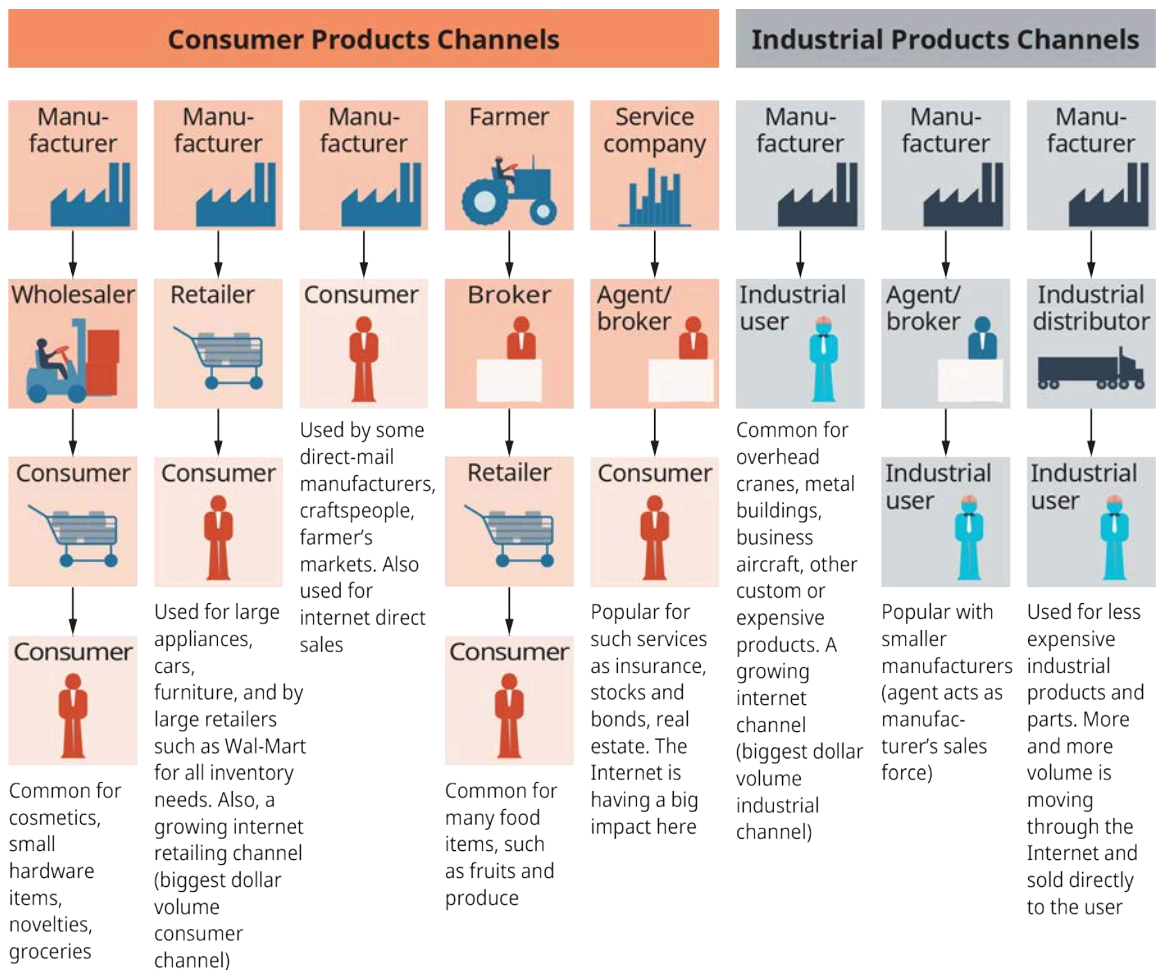 Consumer Products Channels
Industrial Products Channels
Manu-
facturer
Wholesaler
Consumer
Consumer
Common for
cosmetics,
small
hardware
items,
novelties,
groceries
Manu-
facturer
Retailer
Consumer
Used for large
appliances,
cars,
furniture, and by
large retailers
such as Wal-Mart
for all inventory
needs. Also, a
growing internet
retailing channel
(biggest dollar
volume
consumer
channel)
Manu-
facturer
Consumer
Used by some
direct-mail
manufacturers,
craftspeople,
farmer’s
markets. Also
used for
internet direct
sales
Farmer
Broker
Retailer
Consumer
Common for
many food
items, such
as fruits and
produce
Service
company
Agent/
broker
Consumer
Popular for
such services
as insurance,
stocks and
bonds, real
estate. The
Internet is
having a big
impact here
Manu-
facturer
Industrial
user
Common for
overhead
cranes, metal
buildings,
business
aircraft, other
custom or
expensive
products. A
growing
internet
channel
(biggest dollar
volume
industrial
channel)
Manu-
facturer
Agent/
broker
Industrial
user
Popular with
smaller
manufacturers
(agent acts as
manufac-
turer’s sales
force)
Manu-
facturer
Industrial
distributor
Industrial
user
Used for less
expensive
industrial
products and
parts. More
and more
volume is
moving
through the
Internet and
sold directly
to the user